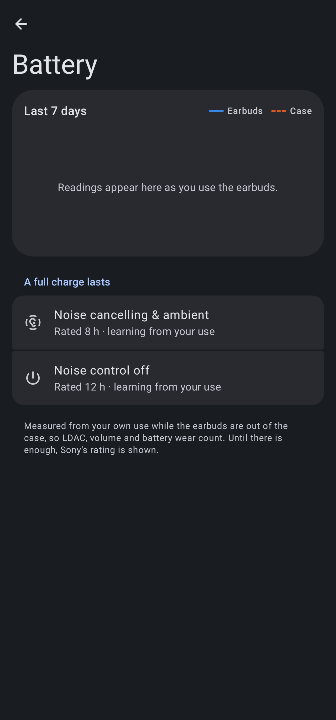 Battery
Last 7 days
Earbuds
Case
Readings appear here as you use the earbuds.
A full charge lasts
Noise cancelling & ambient
Rated 8 h · learning from your use
Noise control off
Rated 12 h · learning from your use
Measured from your own use while the earbuds are out of the
case, so LDAC, volume and battery wear count. Until there is
enough, Sony's rating is shown.